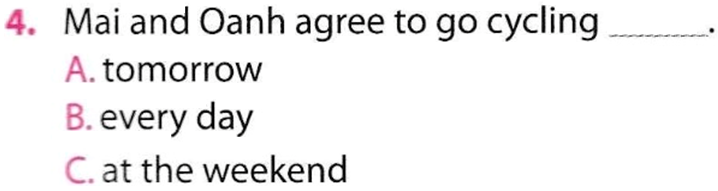 4. Mai and Oanh agree to go cycling ______.
A. tomorrow
B. every day
C. at the weekend